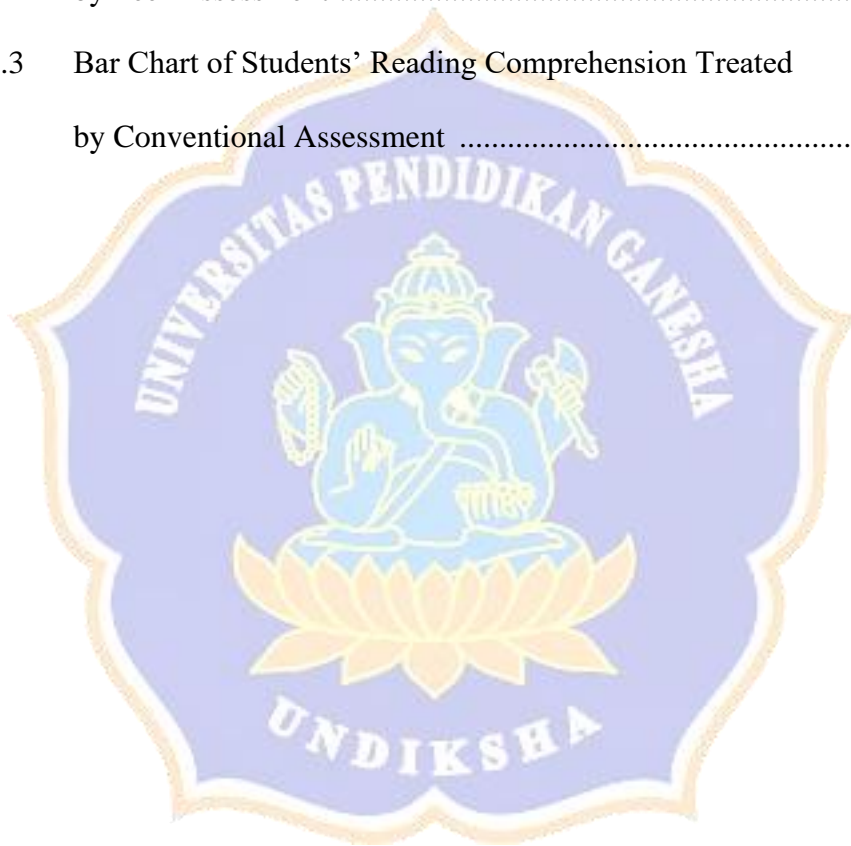 .3 Bar Chart of Students’ Reading Comprehension Treated
by Conventional Assessment ..................................................
UNIVERSITAS PENDIDIKAN GANESHA
UNDIKSHA